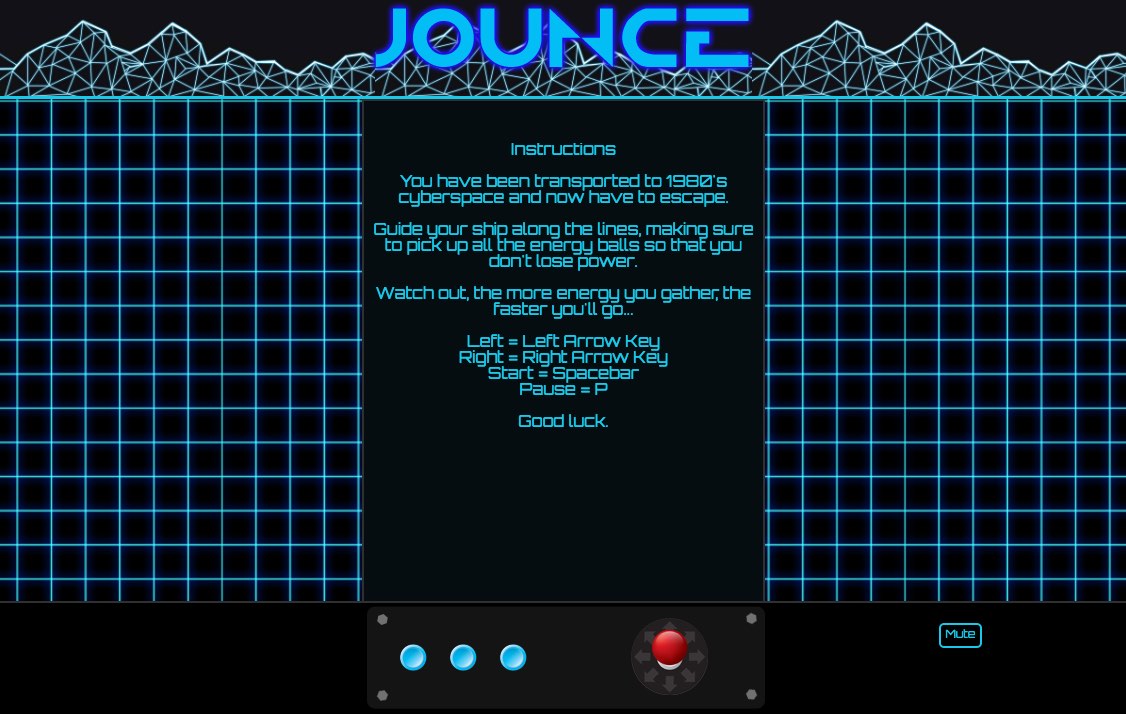 JOUNCE
Instructions
You have been transported to 1980's
cyberspace and now have to escape.
Guide your ship along the lines, making sure
to pick up all the energy balls so that you
don't lose power.
Watch out, the more energy you gather, the
faster you'll go...
Left = Left Arrow Key
Right = Right Arrow Key
Start = Spacebar
Pause = P
Good luck.
Mute